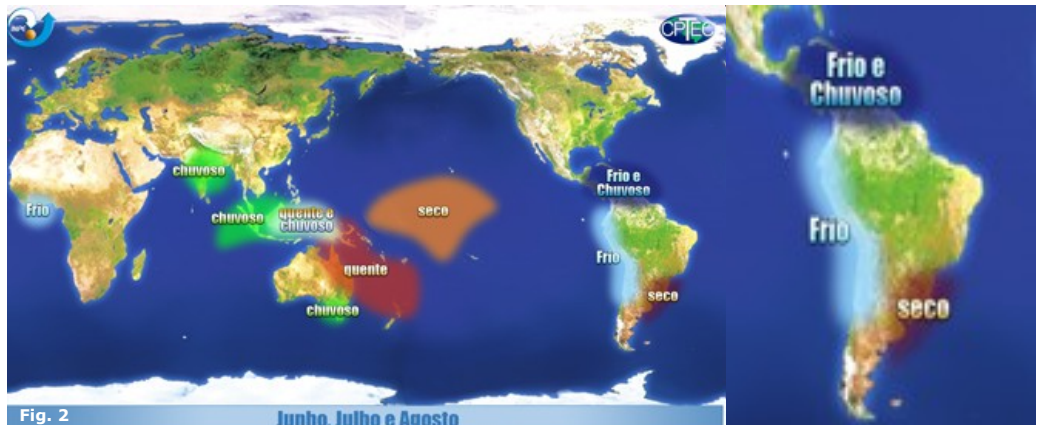 CPTEC
Frio e
Chuvoso
chuvoso
Frio
chuvoso
quente e
chuvoso
seco
Frio e
Chuvoso
Frio
quente
Frio
seco
seco
chuvoso
Fig. 2
Junho, Julho e Agosto